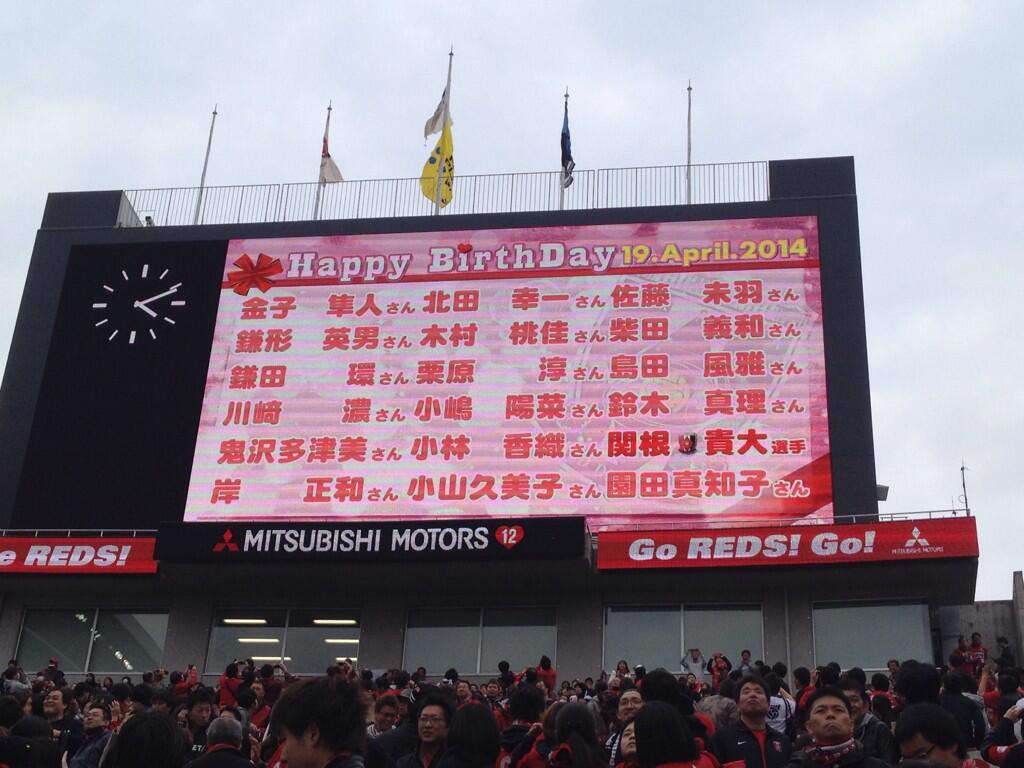 Happy BirthDay 19.April.2014
金子 隼人さん 北田 幸一さん 佐藤 未羽さん
鎌形 英男さん 木村 桃佳さん 柴田 義和さん
鎌田 環さん 栗原 淳さん 島田 風雅さん
川﨑 濃さん 小嶋 陽菜さん 鈴木 真理さん
鬼沢多津美さん 小林 香織さん 関根 貴大選手
岸 正和さん 小山久美子さん 園田真知子さん
e REDS! MITSUBISHI MOTORS 12 Go REDS! Go! MITSUBISHI MOTORS